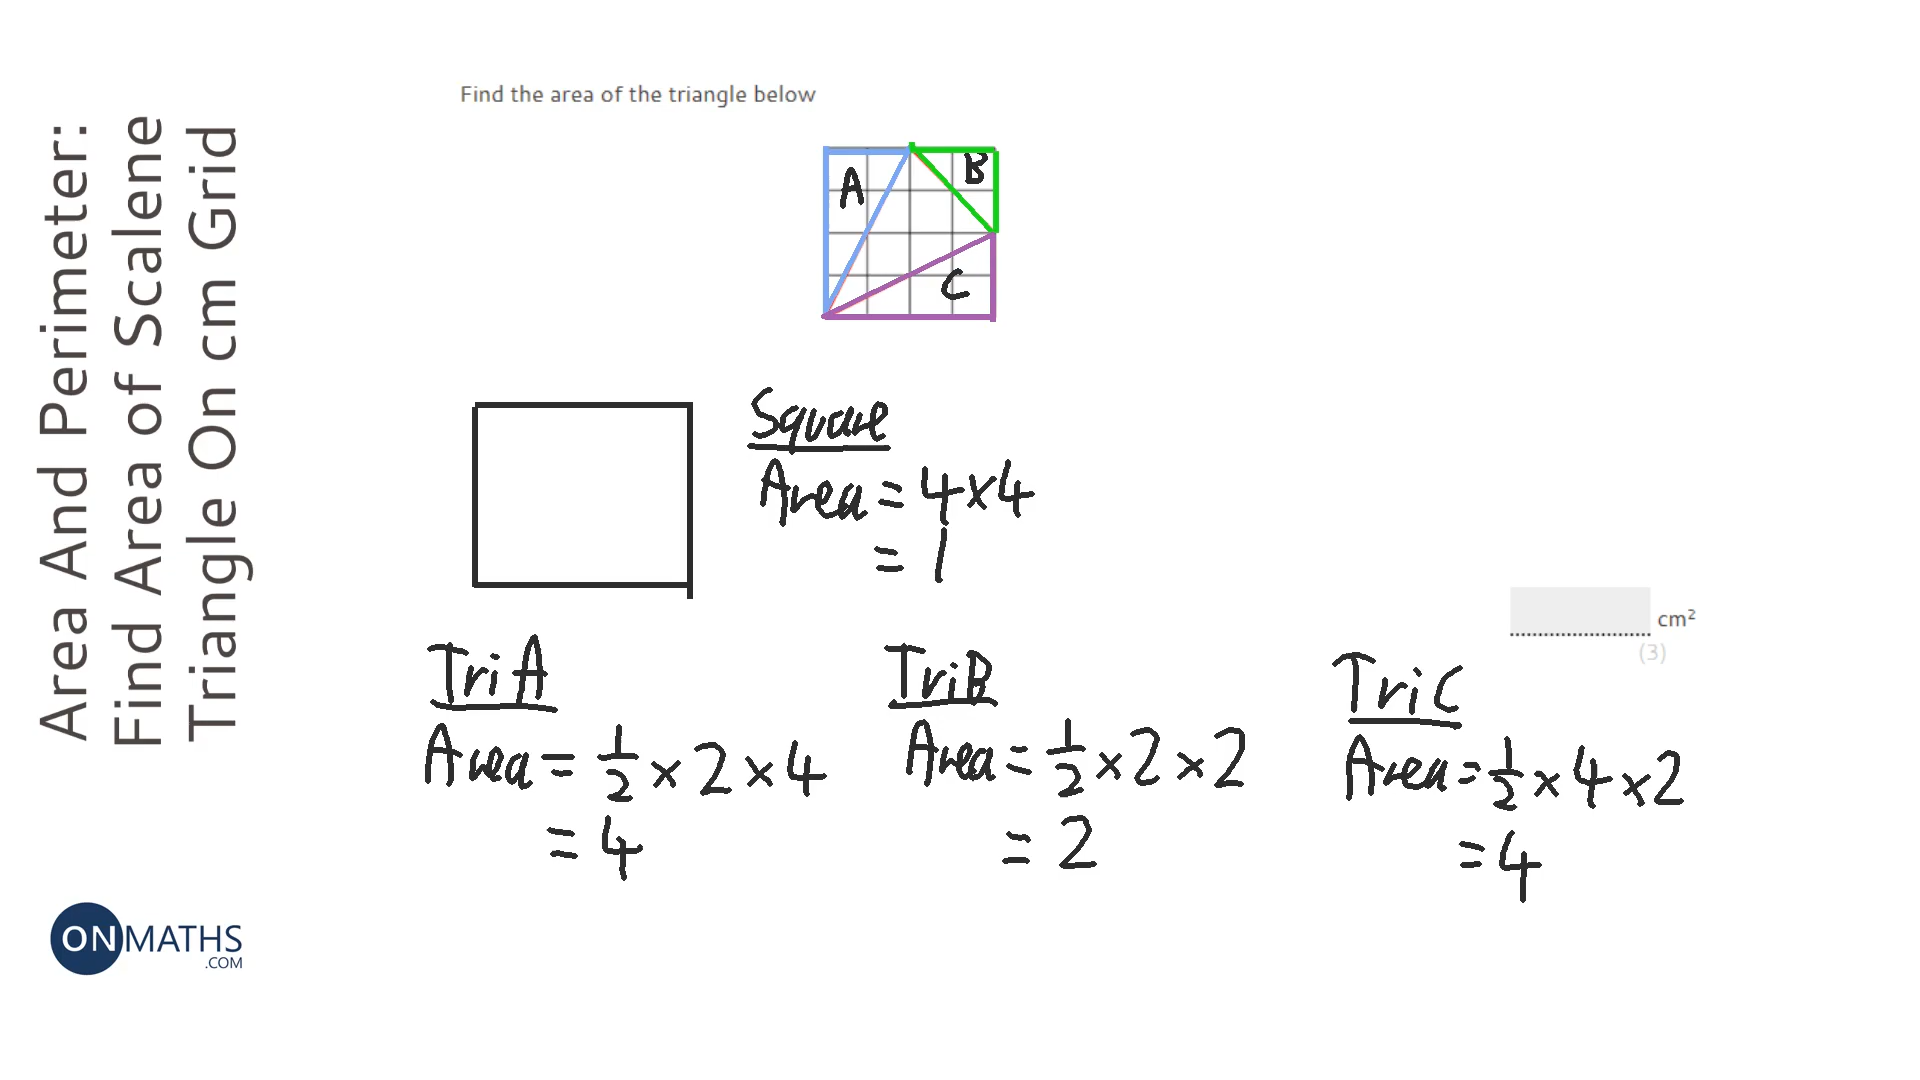 Area And Perimeter:
Find Area of Scalene
Triangle On cm Grid
Find the area of the triangle below
A
B
C
Square
Area = 4 × 4
= 1
cm²
(3)
Tri A
Area = ½ × 2 × 4
= 4
Tri B
Area = ½ × 2 × 2
= 2
Tri C
Area = ½ × 4 × 2
= 4
ONMATHS
.COM